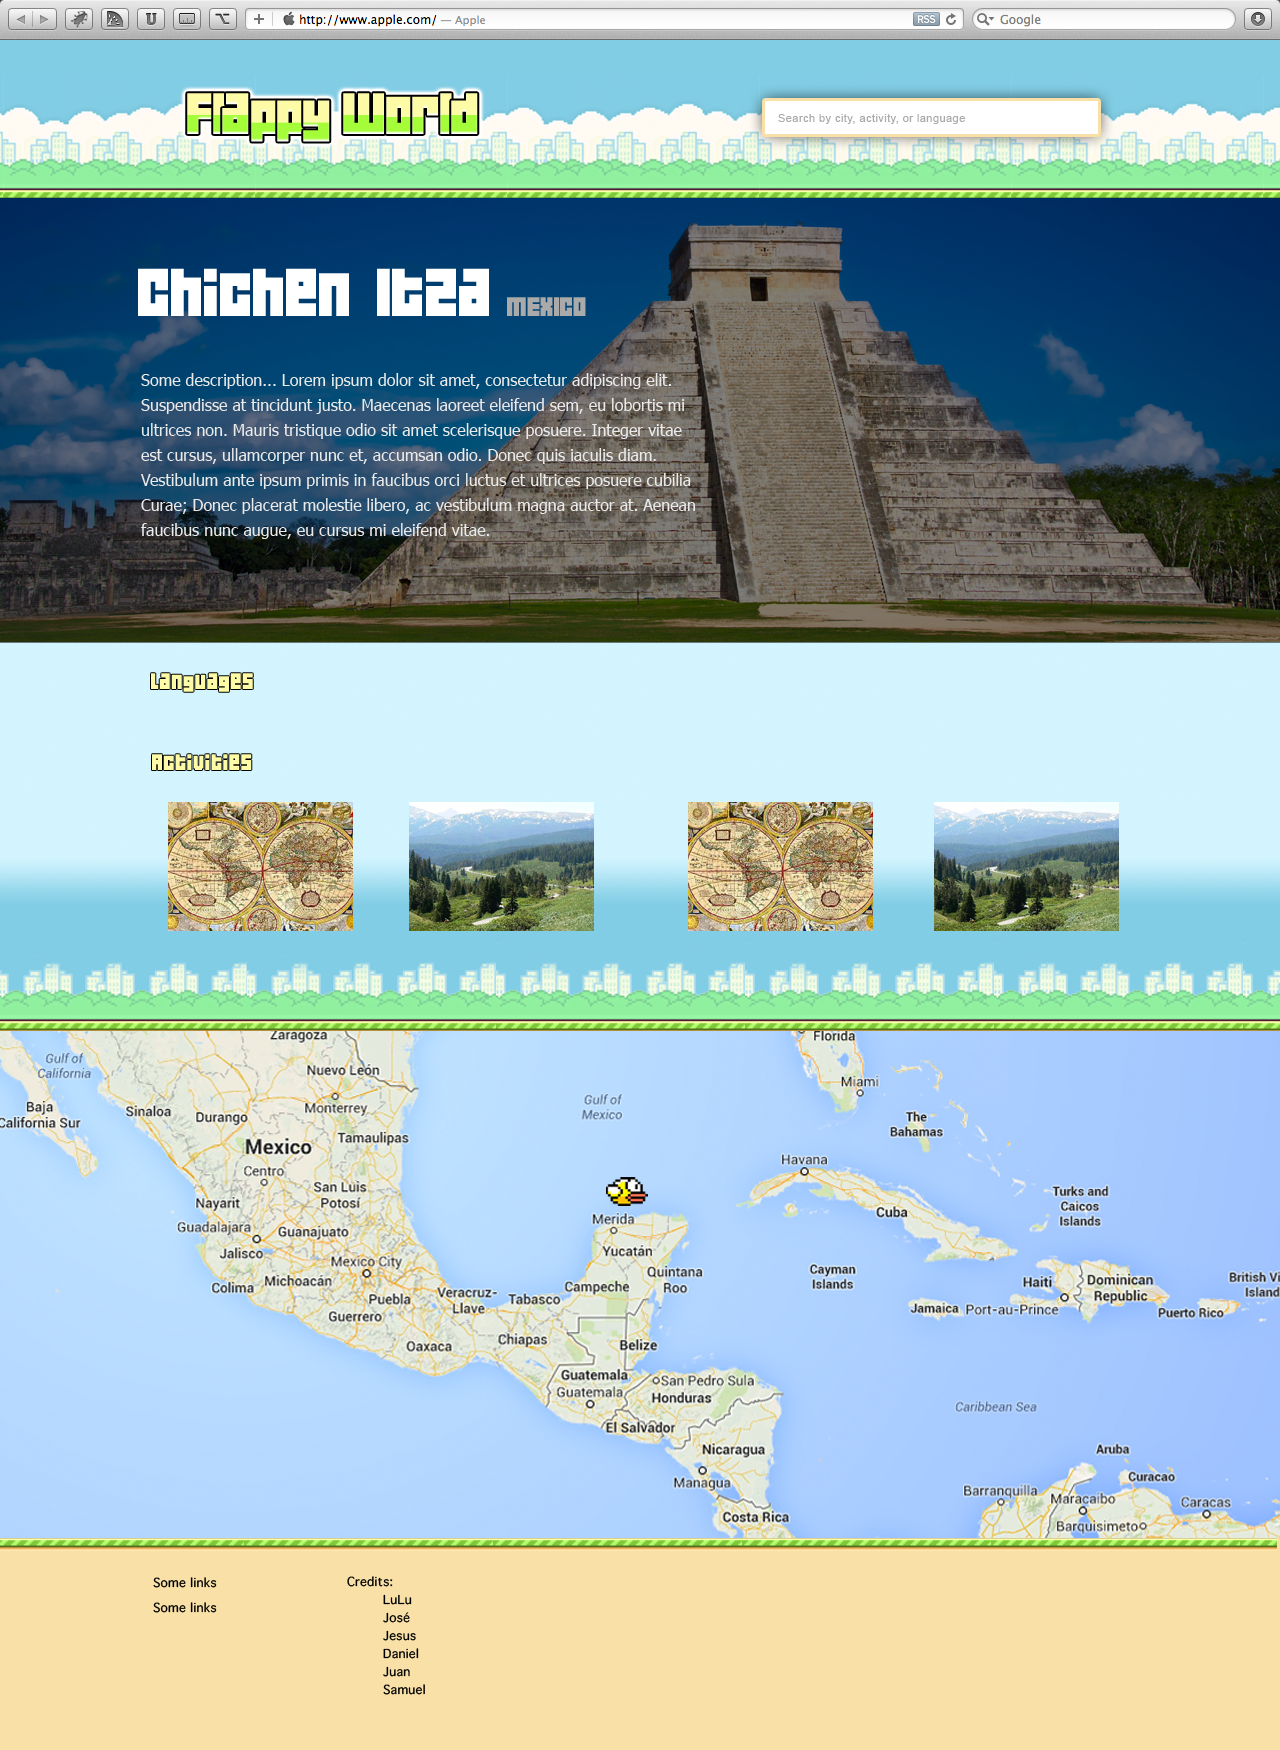 http://www.apple.com/ — Apple
RSS
Google
U
Flappy World
Search by city, activity, or language
Chichen Itza MEXICO
Some description... Lorem ipsum dolor sit amet, consectetur adipiscing elit.
Suspendisse at tincidunt justo. Maecenas laoreet eleifend sem, eu lobortis mi
ultrices non. Mauris tristique odio sit amet scelerisque posuere. Integer vitae
est cursus, ullamcorper nunc et, accumsan odio. Donec quis iaculis diam.
Vestibulum ante ipsum primis in faucibus orci luctus et ultrices posuere cubilia
Curae; Donec placerat molestie libero, ac vestibulum magna auctor at. Aenean
faucibus nunc augue, eu cursus mi eleifend vitae.
Languages
Activities
Zaragoza
Florida
Gulf of
California
Nuevo León
Miami
Gulf of
Mexico
Baja
California Sur
Sinaloa
Durango
Monterrey
The
Bahamas
Mexico
Tamaulipas
Havana
Centro
San Luis
Potosí
Nayarit
Turks and
Caicos
Islands
Cuba
Merida
Guadalajara
Guanajuato
Jalisco
Yucatán
Mexico City
Quintana
Roo
Cayman
Islands
Colima
Michoacán
Puebla
Veracruz-
Llave
Tabasco
Campeche
Haiti
Dominican
Republic
British Vi
Island
Guerrero
Jamaica
Port-au-Prince
Puerto Rico
Oaxaca
Chiapas
Belize
Guatemala
Guatemala
San Pedro Sula
Honduras
Caribbean Sea
El Salvador
Nicaragua
Aruba
Managua
Curacao
Barranquilla
Maracaibo
Caracas
Costa Rica
Barquisimeto
Some links
Some links
Credits:
LuLu
José
Jesus
Daniel
Juan
Samuel